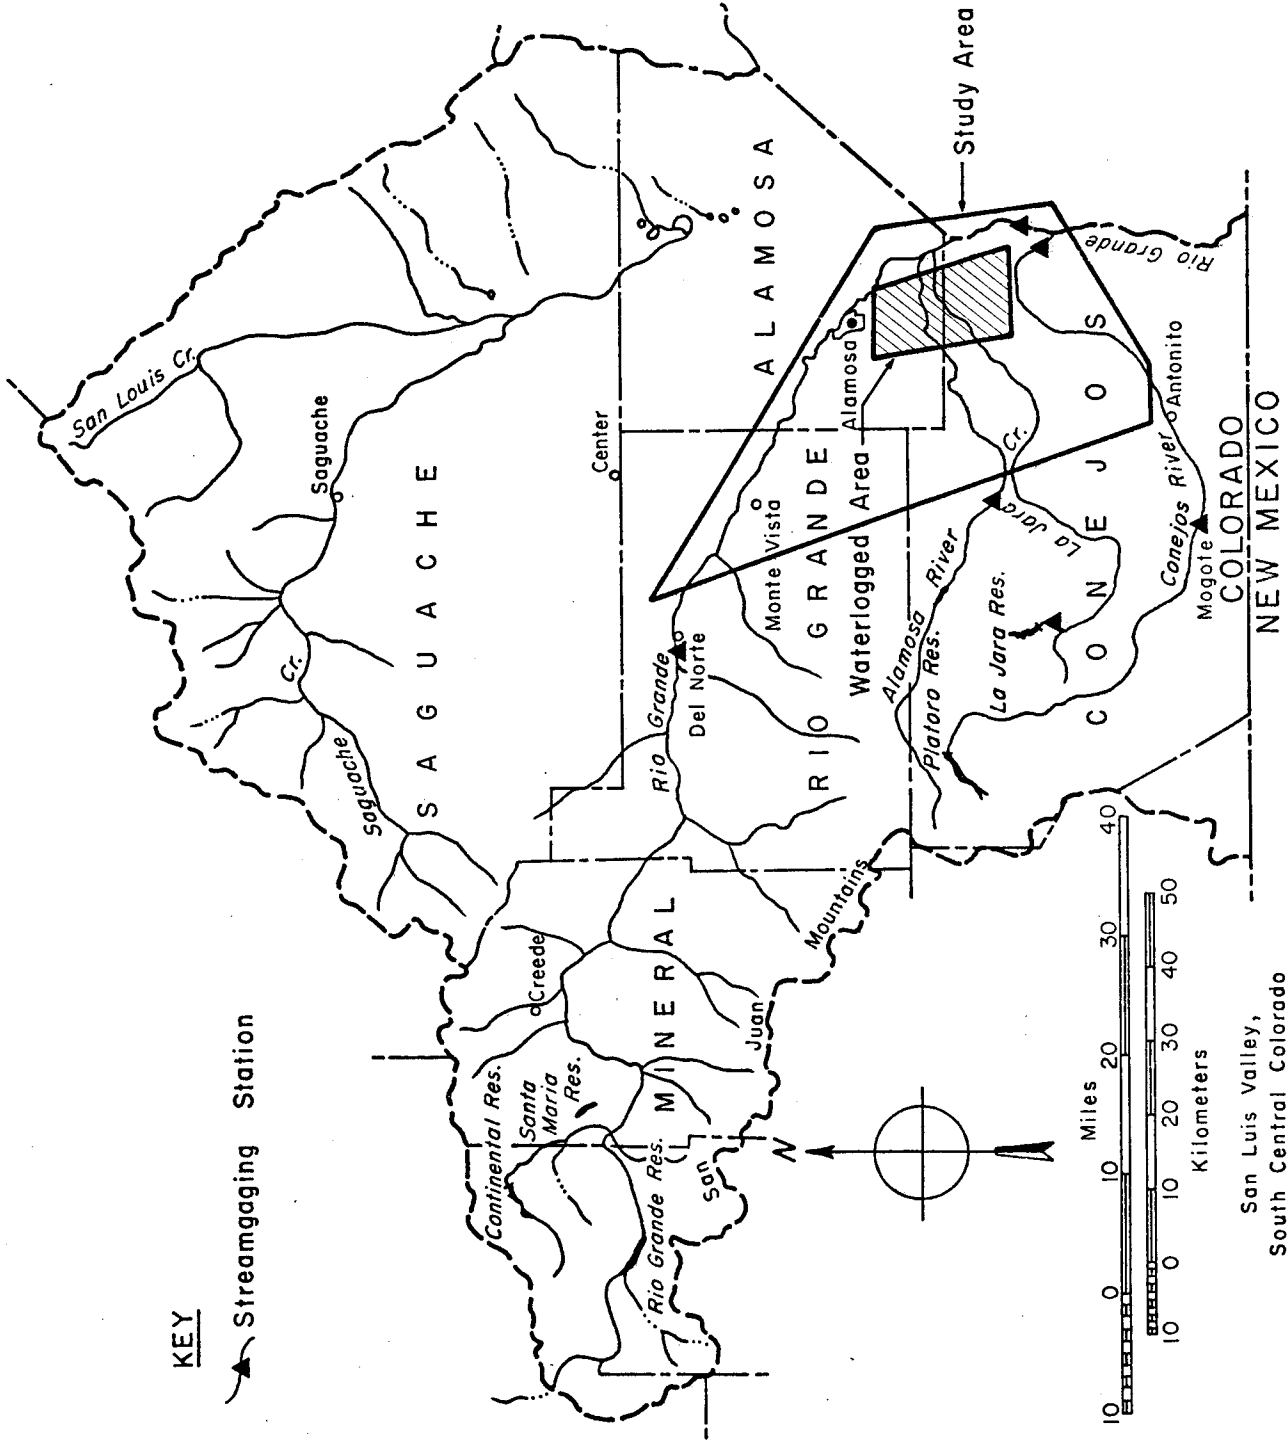 KEY
Streamgaging Station
San Louis Cr.
Saguache
SAGUACHE
Cr.
Saguache
Center
ALAMOSA
Study Area
Rio Grande
Alamosa
Waterlogged Area
Monte Vista
RIO GRANDE
Rio Grande
Del Norte
Creede
MINERAL
Continental Res.
Santa
Maria
Res.
Rio Grande Res.
San
Juan
Mountains
Alamosa River
Platoro Res.
La Jara Res.
La Jara
Cr.
CONEJOS
Conejos River
Antonito
Mogote
COLORADO
NEW MEXICO
N
Miles
10 0 10 20 30 40
10 0 10 20 30 40 50
Kilometers
San Luis Valley,
South Central Colorado